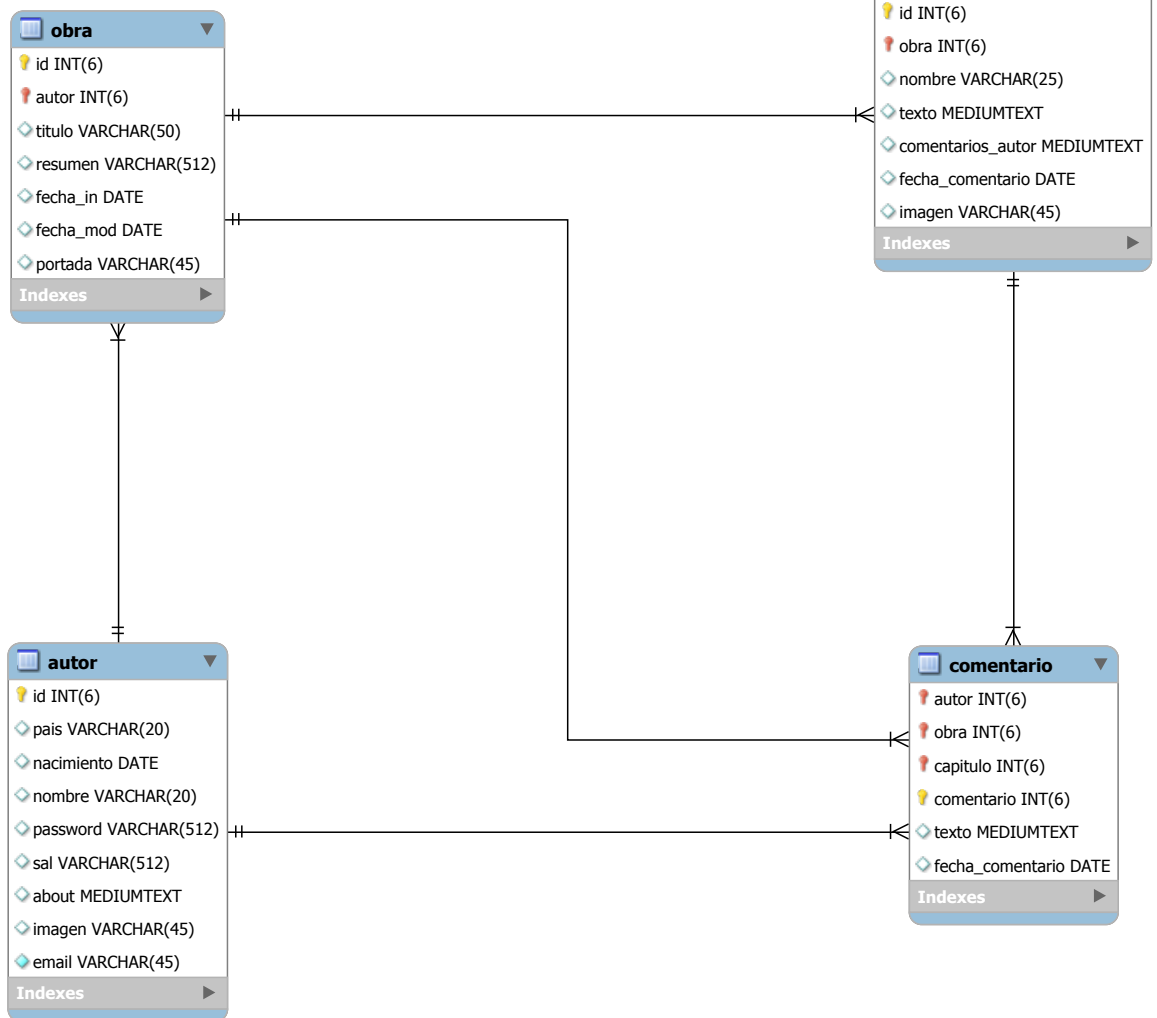 obra
id INT(6)
autor INT(6)
titulo VARCHAR(50)
resumen VARCHAR(512)
fecha_in DATE
fecha_mod DATE
portada VARCHAR(45)
Indexes
id INT(6)
obra INT(6)
nombre VARCHAR(25)
texto MEDIUMTEXT
comentarios_autor MEDIUMTEXT
fecha_comentario DATE
imagen VARCHAR(45)
Indexes
autor
id INT(6)
pais VARCHAR(20)
nacimiento DATE
nombre VARCHAR(20)
password VARCHAR(512)
sal VARCHAR(512)
about MEDIUMTEXT
imagen VARCHAR(45)
email VARCHAR(45)
Indexes
comentario
autor INT(6)
obra INT(6)
capitulo INT(6)
comentario INT(6)
texto MEDIUMTEXT
fecha_comentario DATE
Indexes